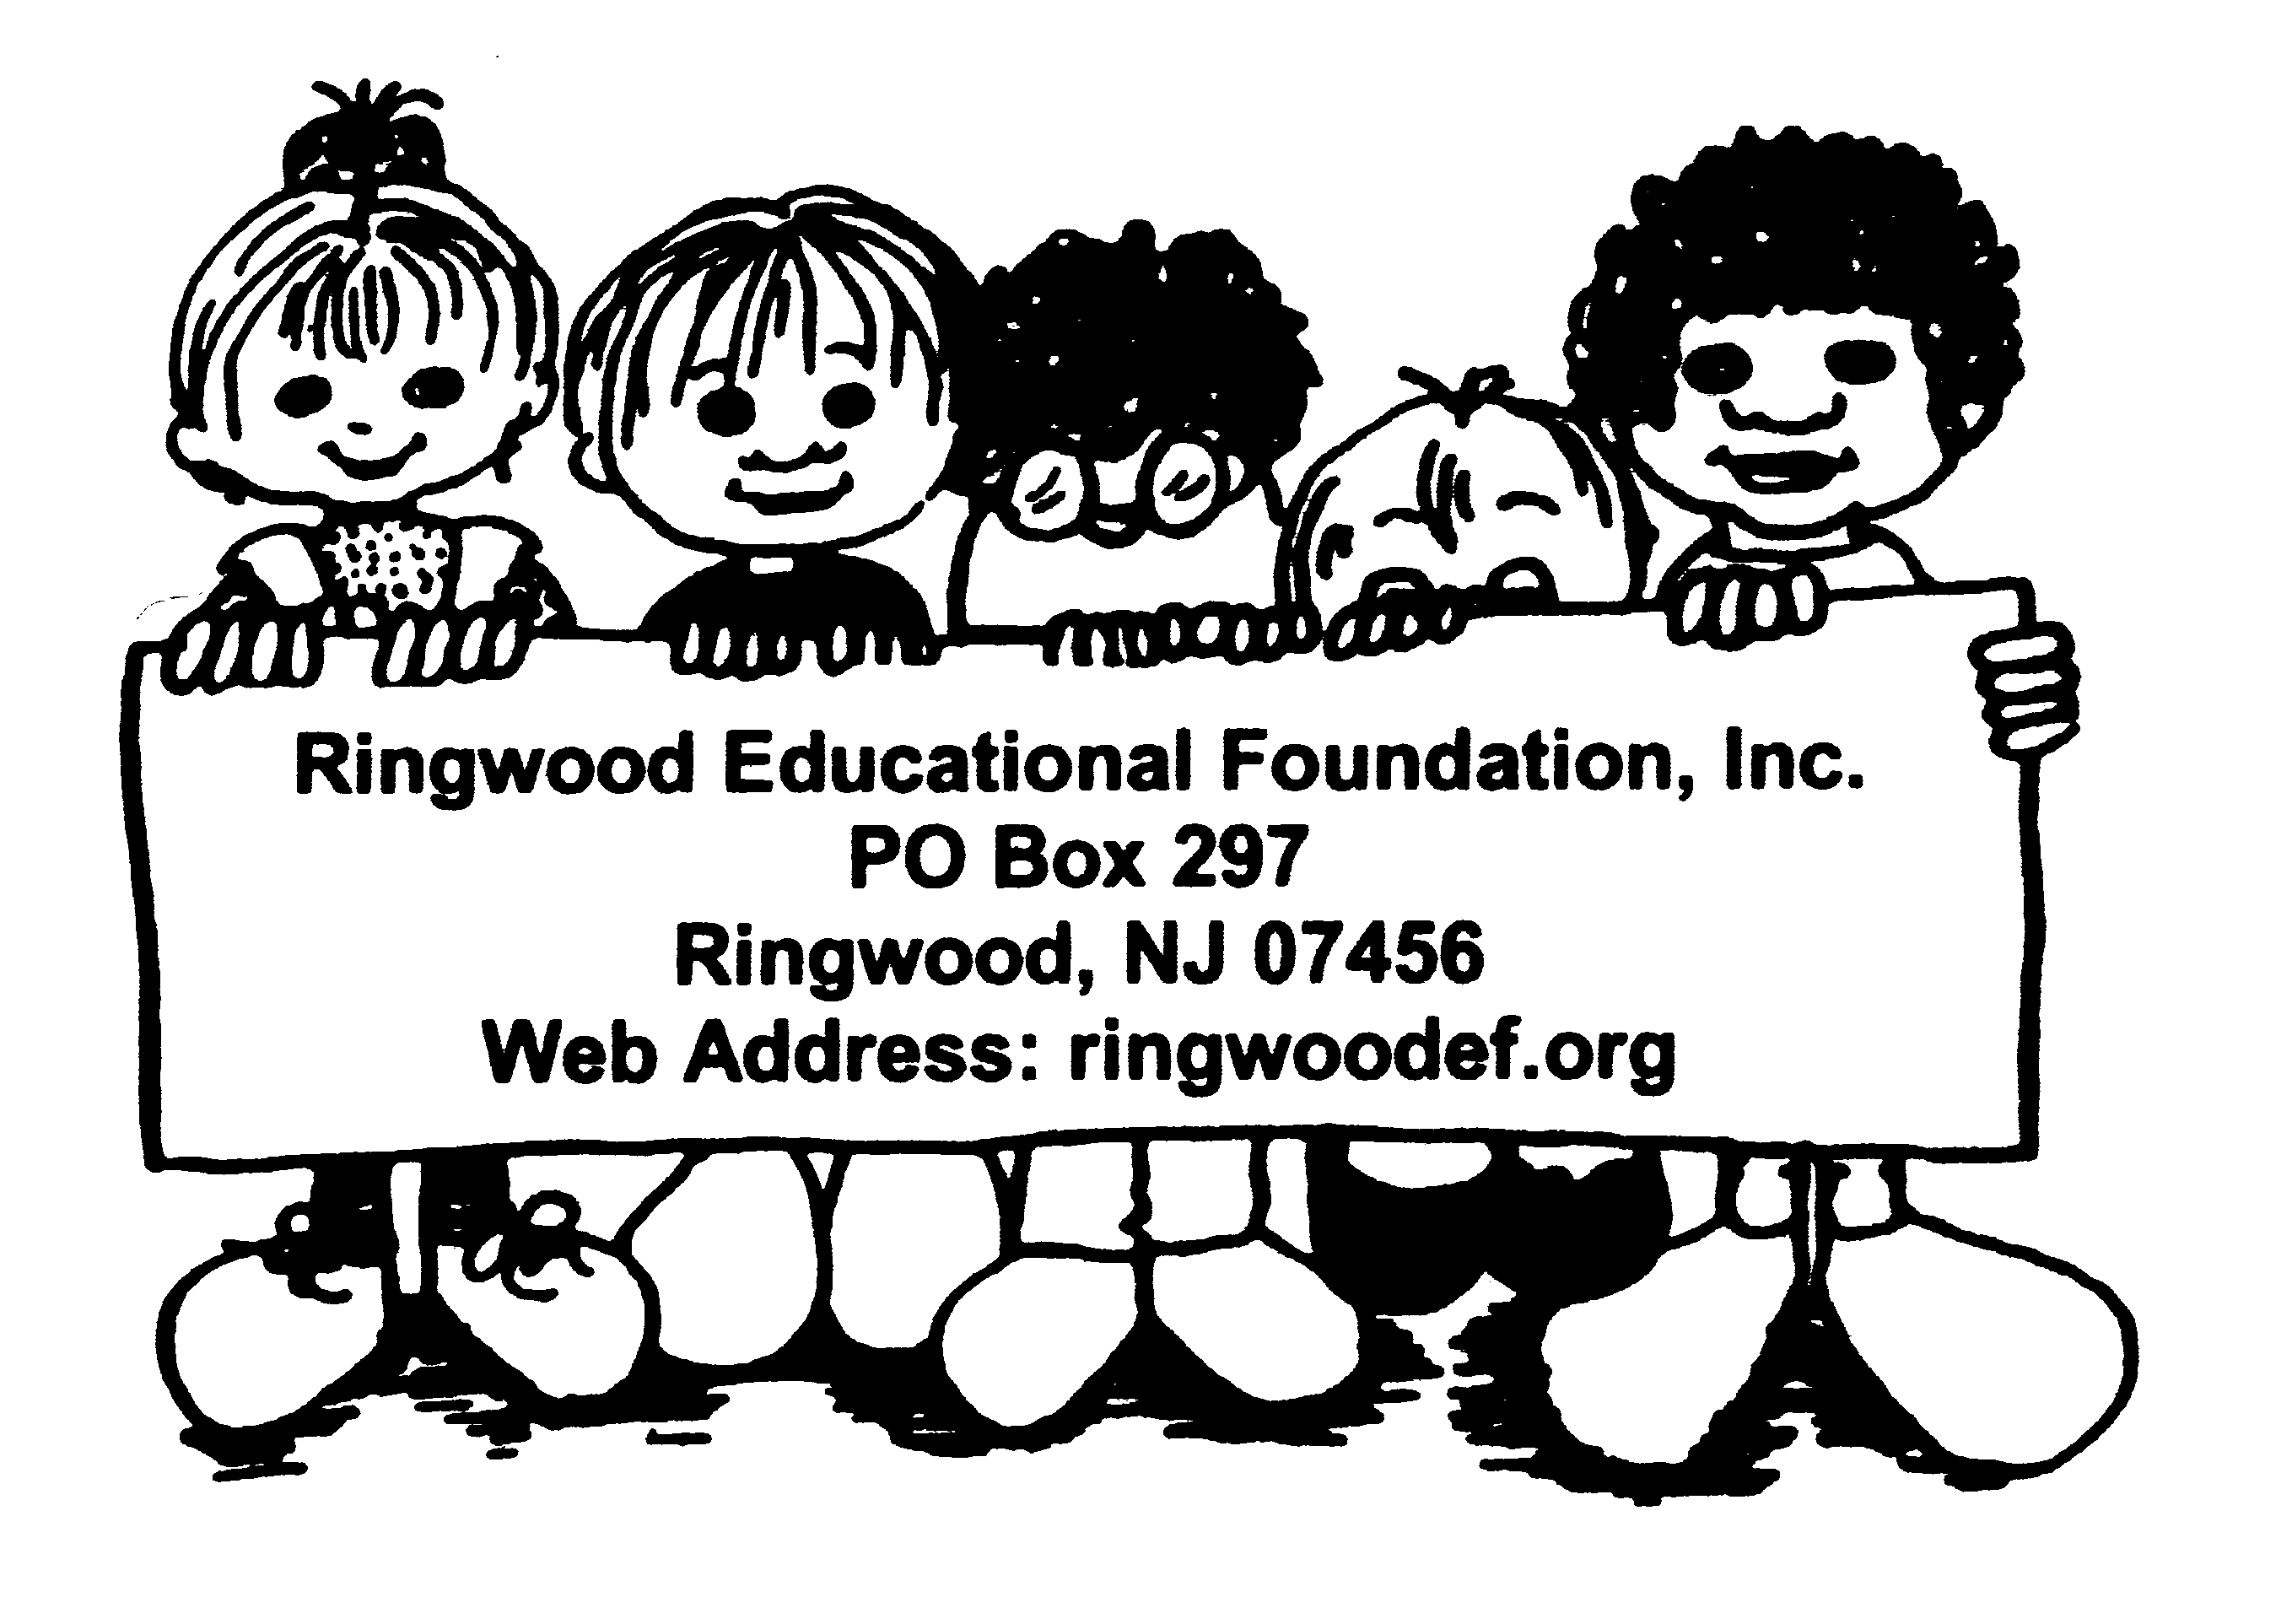 Ringwood Educational Foundation, Inc.
PO Box 297
Ringwood, NJ 07456
Web Address: ringwoodef.org